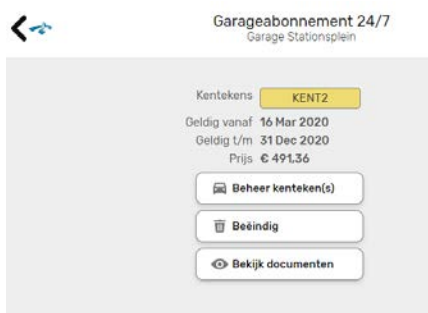 Garageabonnement 24/7
Garage Stationsplein
Kentekens KENT2
Geldig vanaf 16 Mar 2020
Geldig t/m 31 Dec 2020
Prijs € 491,36
Beheer kenteken(s)
Beëindig
Bekijk documenten